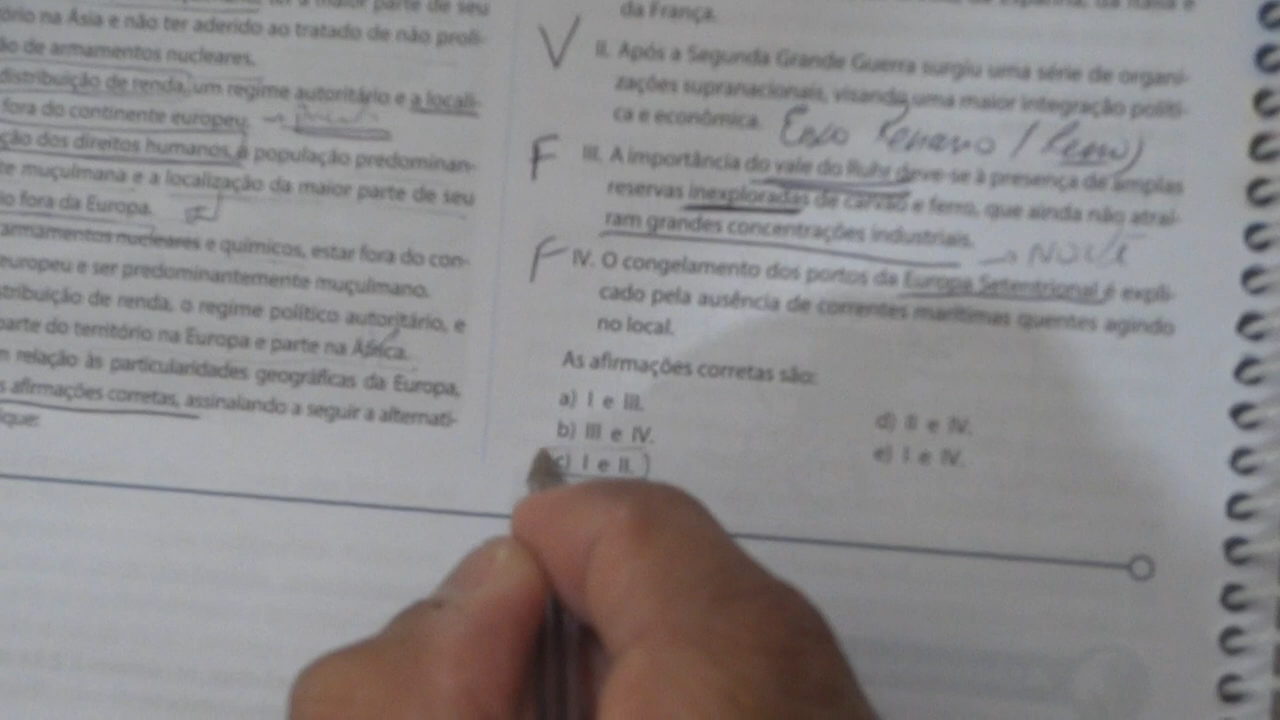 a maior parte de seu
ório na Ásia e não ter aderido ao tratado de não proli-
ão de armamentos nucleares.
distribuição de renda, um regime autoritário e a locali-
fora do continente europeu.
ção dos direitos humanos, a população predominan-
te muçulmana e a localização da maior parte de seu
io fora da Europa.
armamentos nucleares e químicos, estar fora do con-
europeu e ser predominantemente muçulmano.
stribuição de renda, o regime político autoritário, e
parte do território na Europa e parte na África.
m relação às particularidades geográficas da Europa,
s afirmações corretas, assinalando a seguir a alternati-
ique:
da França.
V II. Após a Segunda Grande Guerra surgiu uma série de organi-
zações supranacionais, visando uma maior integração políti-
ca e econômica.
F III. A importância do vale do Ruhr deve-se à presença de amplas
reservas inexploradas de carvão e ferro, que ainda não atraí-
ram grandes concentrações industriais.
F IV. O congelamento dos portos da Europa Setentrional é expli-
cado pela ausência de correntes marítimas quentes agindo
no local.
As afirmações corretas são:
a) I e III.
b) III e IV.
c) I e II.
d) II e IV.
e) I e IV.